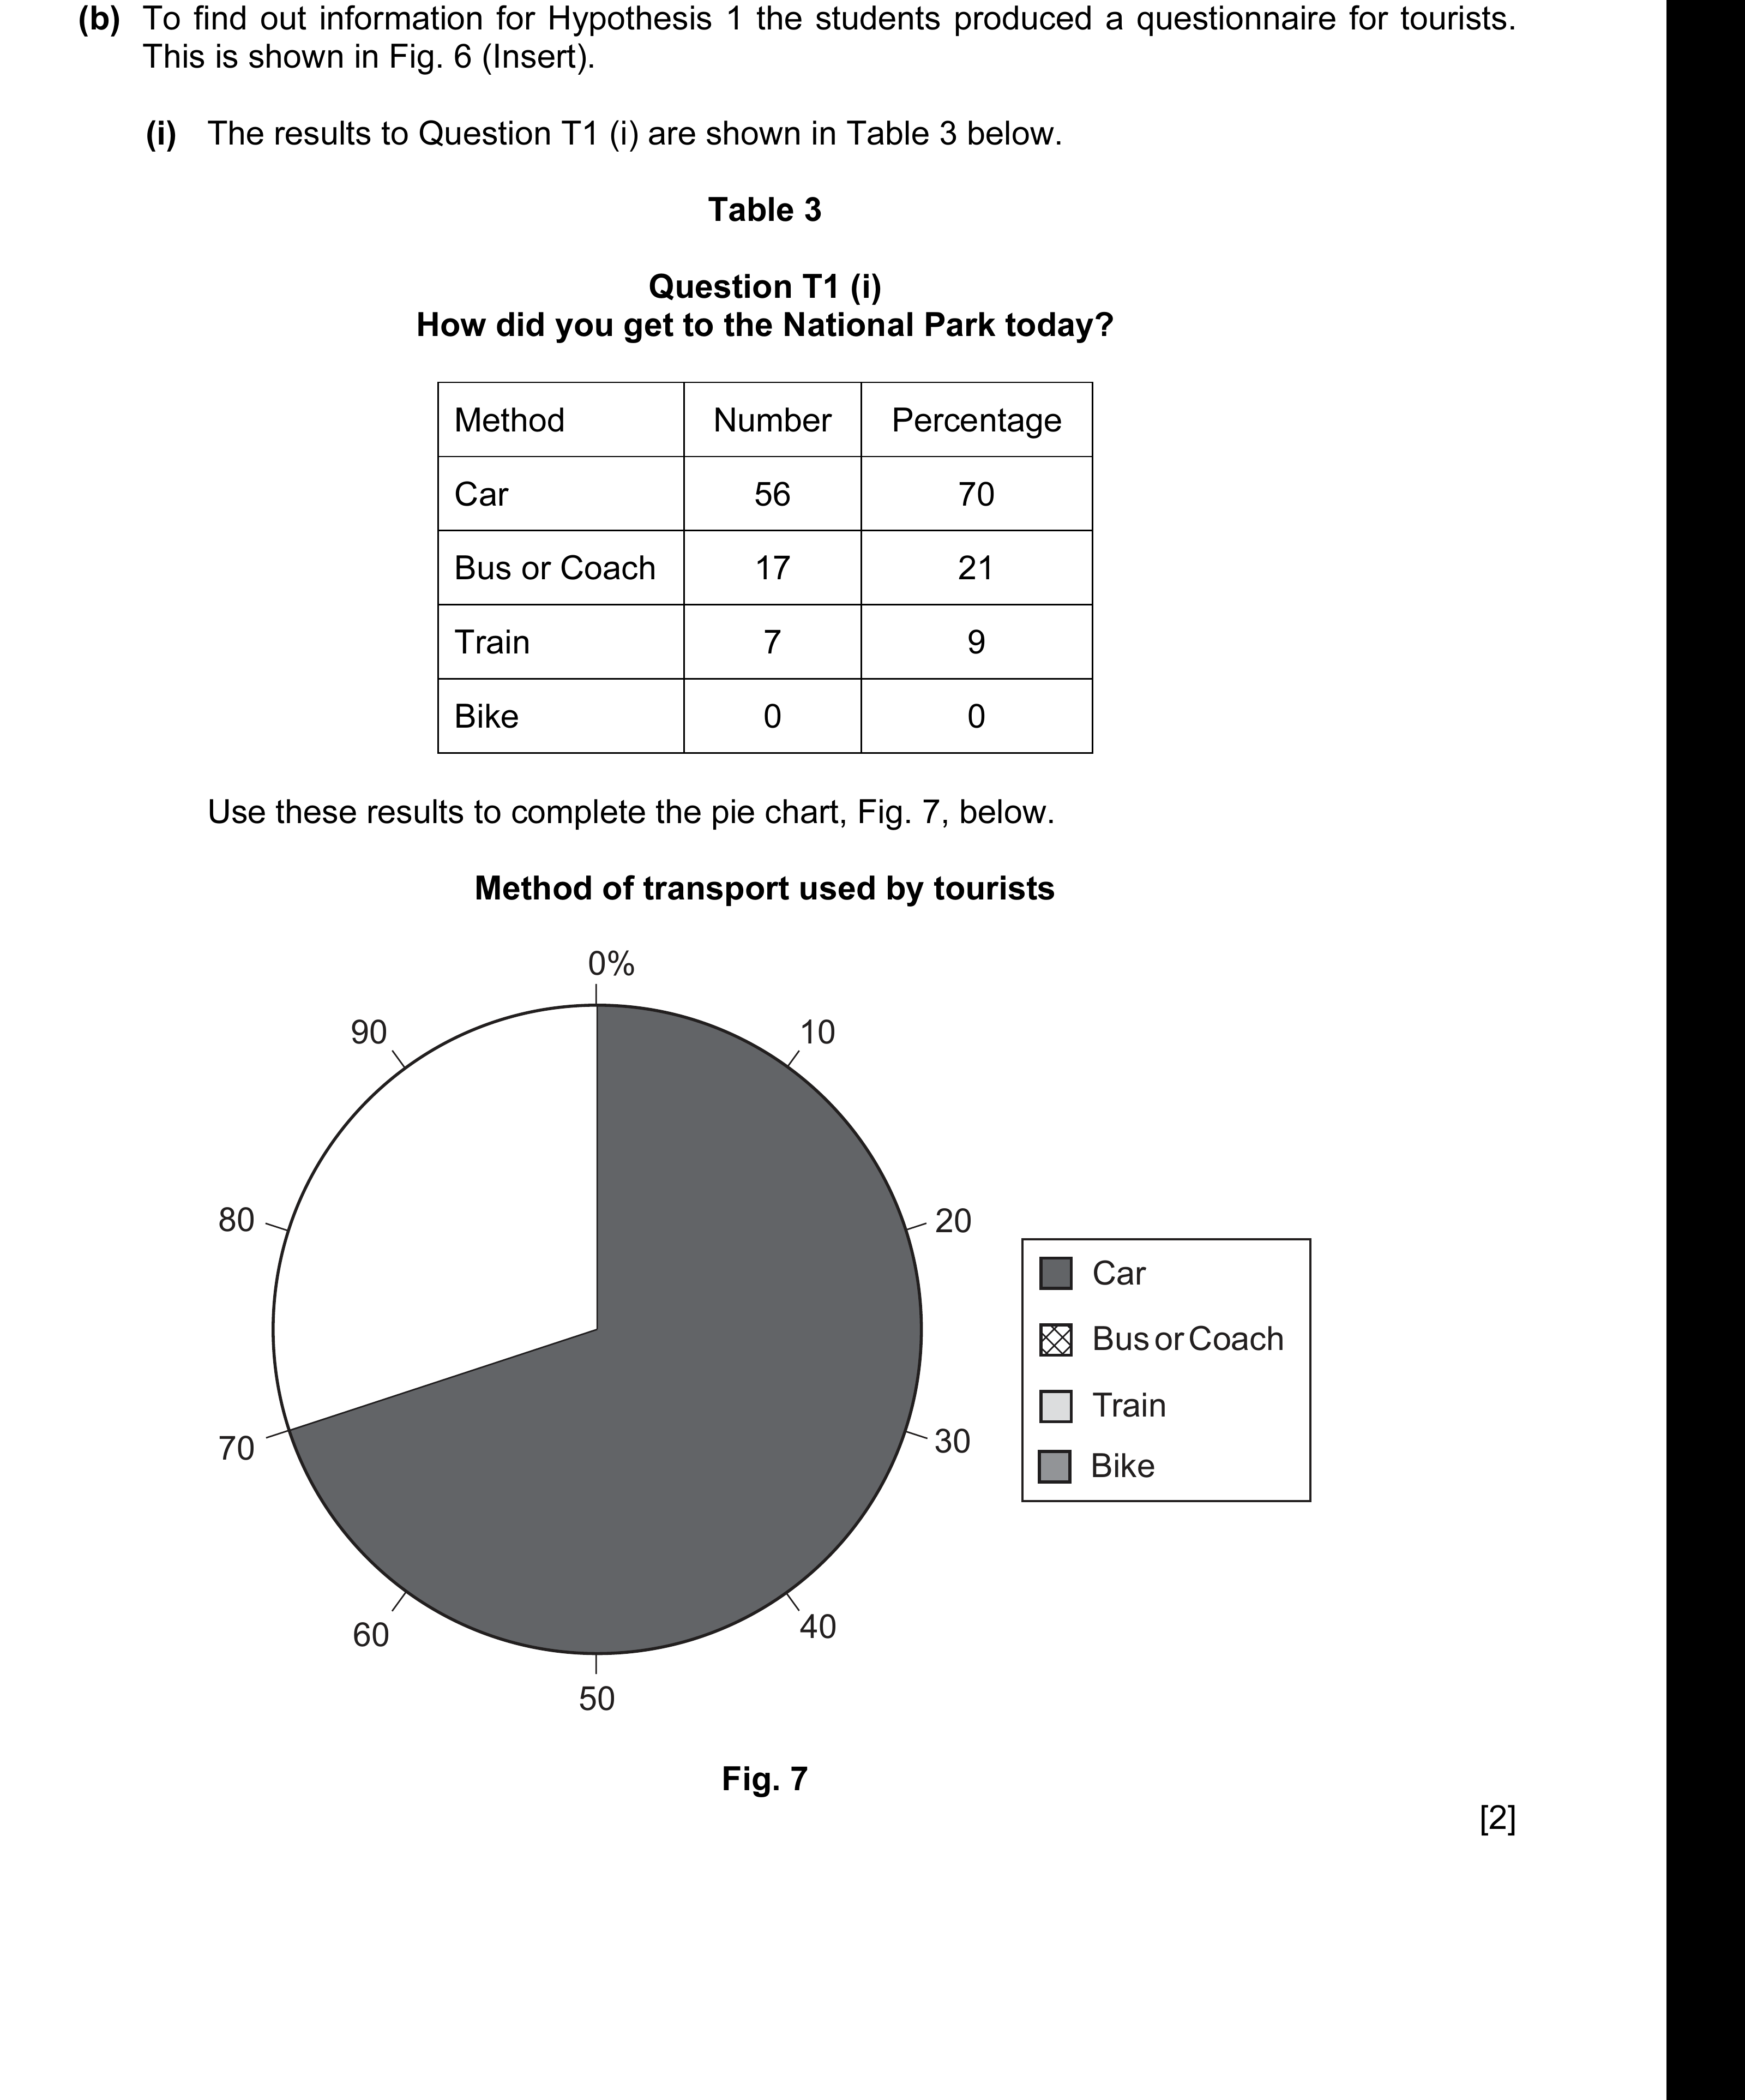 (b) To find out information for Hypothesis 1 the students produced a questionnaire for tourists.
This is shown in Fig. 6 (Insert).
(i) The results to Question T1 (i) are shown in Table 3 below.
Table 3
Question T1 (i)
How did you get to the National Park today?
Method Number Percentage
Car 56 70
Bus or Coach 17 21
Train 7 9
Bike 0 0
Use these results to complete the pie chart, Fig. 7, below.
Method of transport used by tourists
0%
90 10
80 20
70 30
60 40
50
Car
Bus or Coach
Train
Bike
Fig. 7
[2]